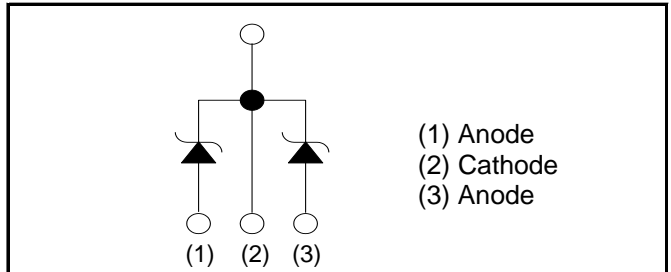 (1) Anode
(2) Cathode
(3) Anode
(1) (2) (3)